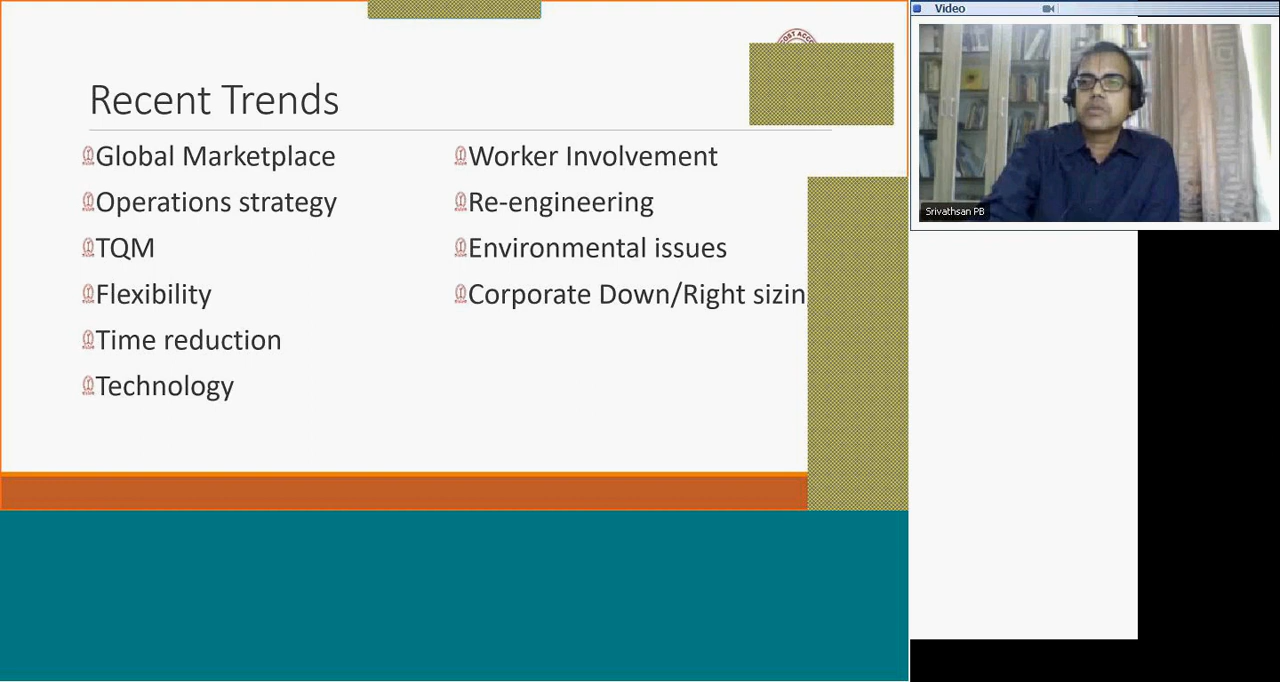 Recent Trends
Global Marketplace
Operations strategy
TQM
Flexibility
Time reduction
Technology
Worker Involvement
Re-engineering
Environmental issues
Corporate Down/Right sizin
Video
Srivathsan PB